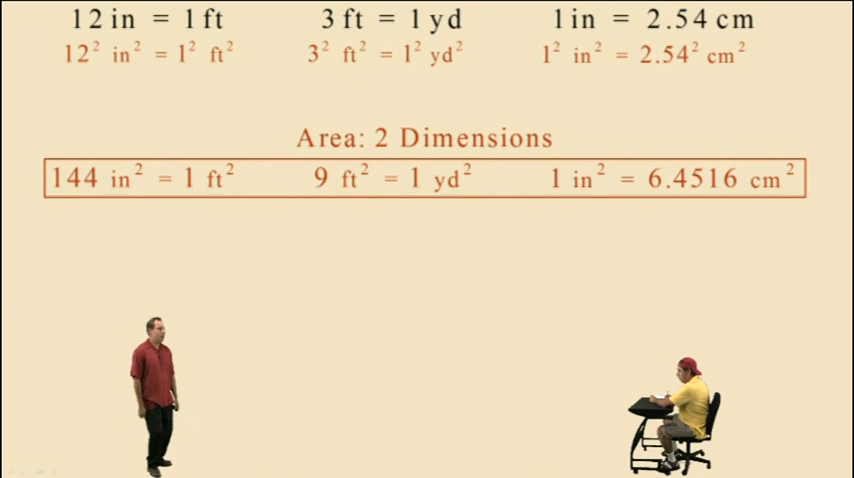 12 in = 1 ft 3 ft = 1 yd 1 in = 2.54 cm
12² in² = 1² ft² 3² ft² = 1² yd² 1² in² = 2.54² cm²
Area: 2 Dimensions
144 in² = 1 ft² 9 ft² = 1 yd² 1 in² = 6.4516 cm²